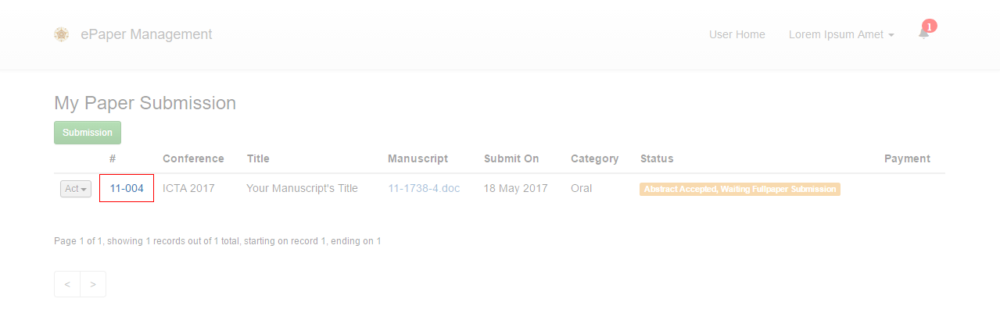 ePaper Management User Home Lorem Ipsum Amet 1
My Paper Submission
Submission
# Conference Title Manuscript Submit On Category Status Payment
Act 11-004 ICTA 2017 Your Manuscript's Title 11-1738-4.doc 18 May 2017 Oral Abstract Accepted, Waiting Fullpaper Submission
Page 1 of 1, showing 1 records out of 1 total, starting on record 1, ending on 1
< >